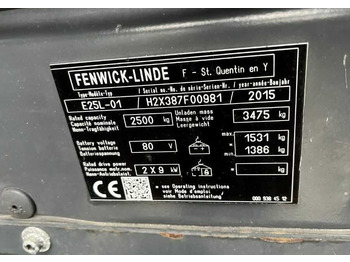 FENWICK-LINDE F - St. Quentin en Y
Type-Modèle-Typ / Serial no.-No. de série-Serien-Nr. / year-année-Baujahr
E25L-01 / H2X387F00981 / 2015
Rated capacity
Capacité nominale
Nenn-Tragfähigkeit
2500 kg
Unladen mass
Masse à vide
Leergewicht
3475 kg
Battery voltage
Tension batterie
Batteriespannung
80 V
max
min
1531 kg
1386 kg
Rated drive power
Puissance motr. nom.
Nenn-Antriebsleist.
2 X 9 kW
CE
see Operating instructions
voir Mode d'emploi
siehe Betriebsanleitung
000 938 45 12